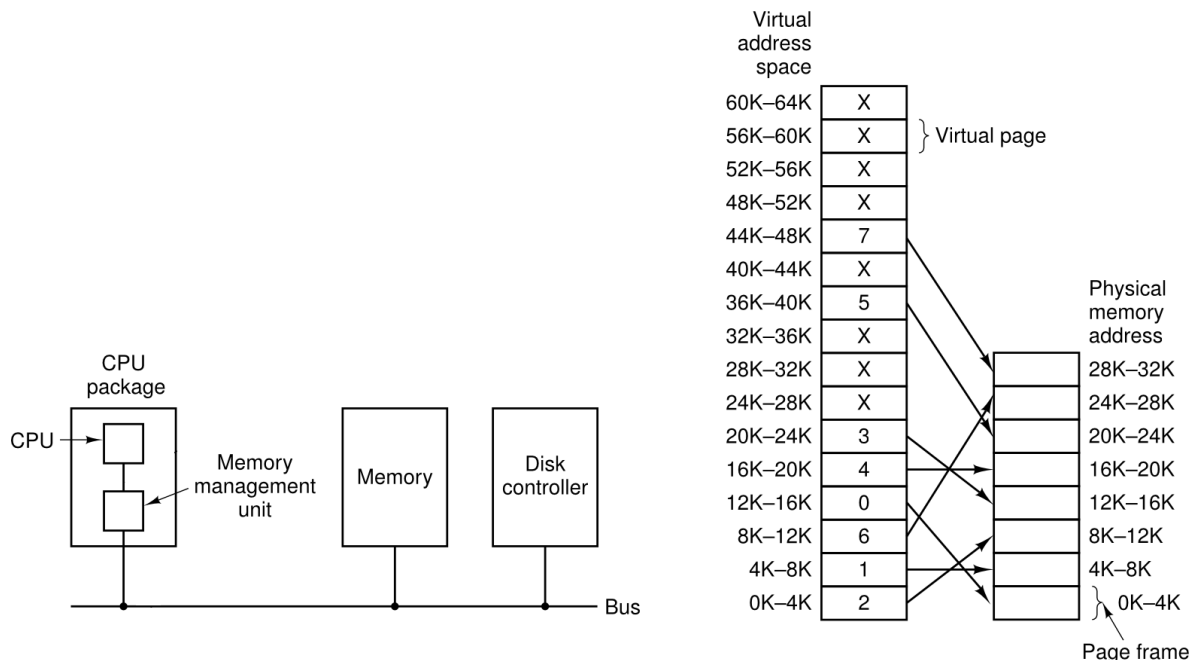 CPU
package
CPU
Memory
management
unit
Memory
Disk
controller
Bus
Virtual
address
space
60K–64K X
56K–60K X Virtual page
52K–56K X
48K–52K X
44K–48K 7
40K–44K X
36K–40K 5
32K–36K X
28K–32K X
24K–28K X
20K–24K 3
16K–20K 4
12K–16K 0
8K–12K 6
4K–8K 1
0K–4K 2
Physical
memory
address
28K–32K
24K–28K
20K–24K
16K–20K
12K–16K
8K–12K
4K–8K
0K–4K
Page frame